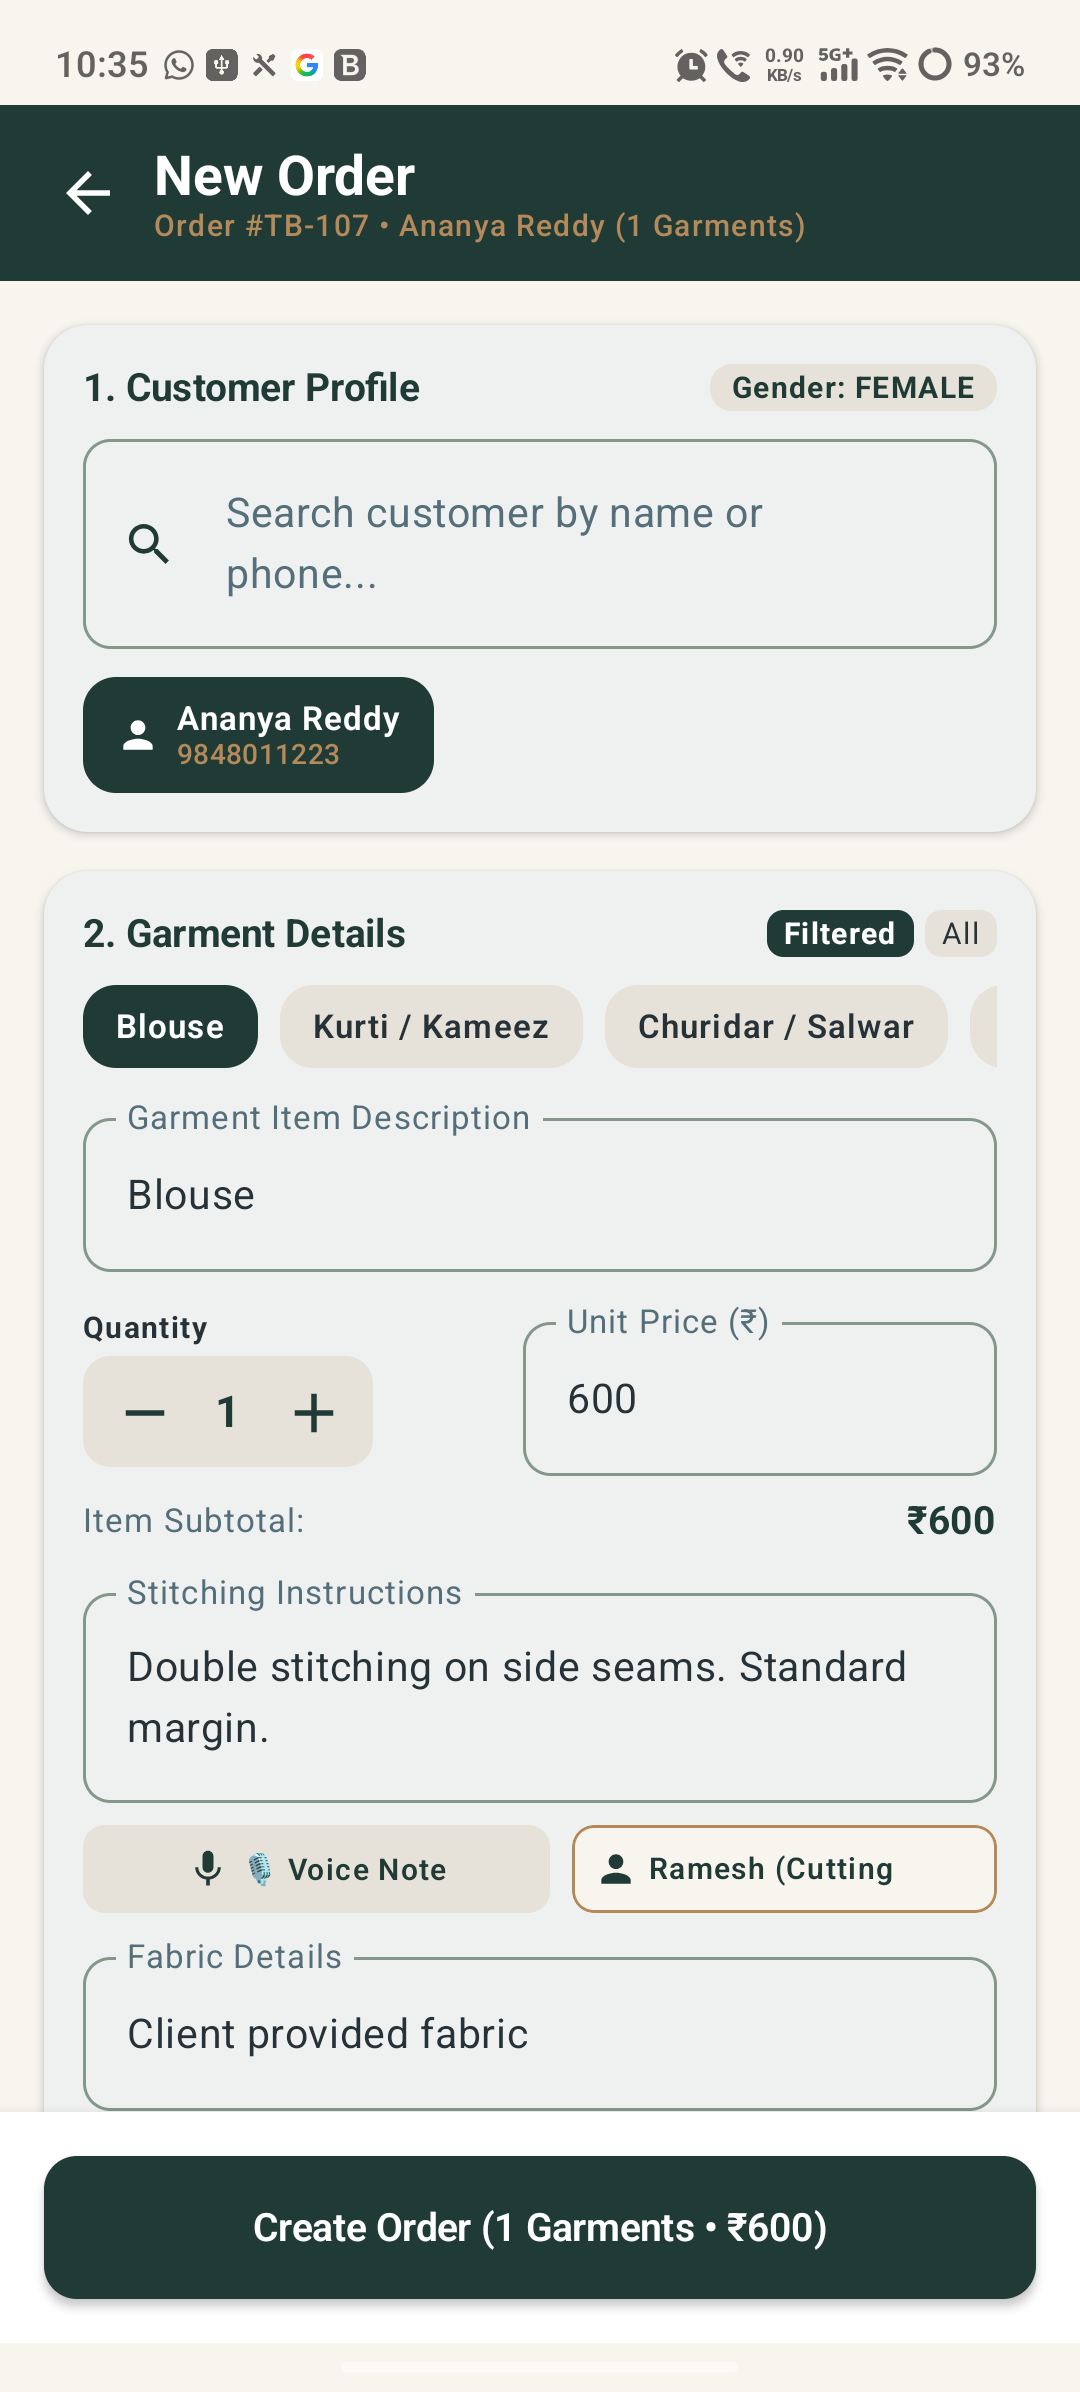 10:35 B 0.90 KB/s 5G+ 93%
New Order
Order #TB-107 • Ananya Reddy (1 Garments)
1. Customer Profile
Gender: FEMALE
Search customer by name or
phone...
Ananya Reddy
9848011223
2. Garment Details
Filtered All
Blouse Kurti / Kameez Churidar / Salwar
Garment Item Description
Blouse
Quantity
Unit Price (₹)
1
600
Item Subtotal: ₹600
Stitching Instructions
Double stitching on side seams. Standard
margin.
🎙️ Voice Note
Ramesh (Cutting
Fabric Details
Client provided fabric
Create Order (1 Garments • ₹600)